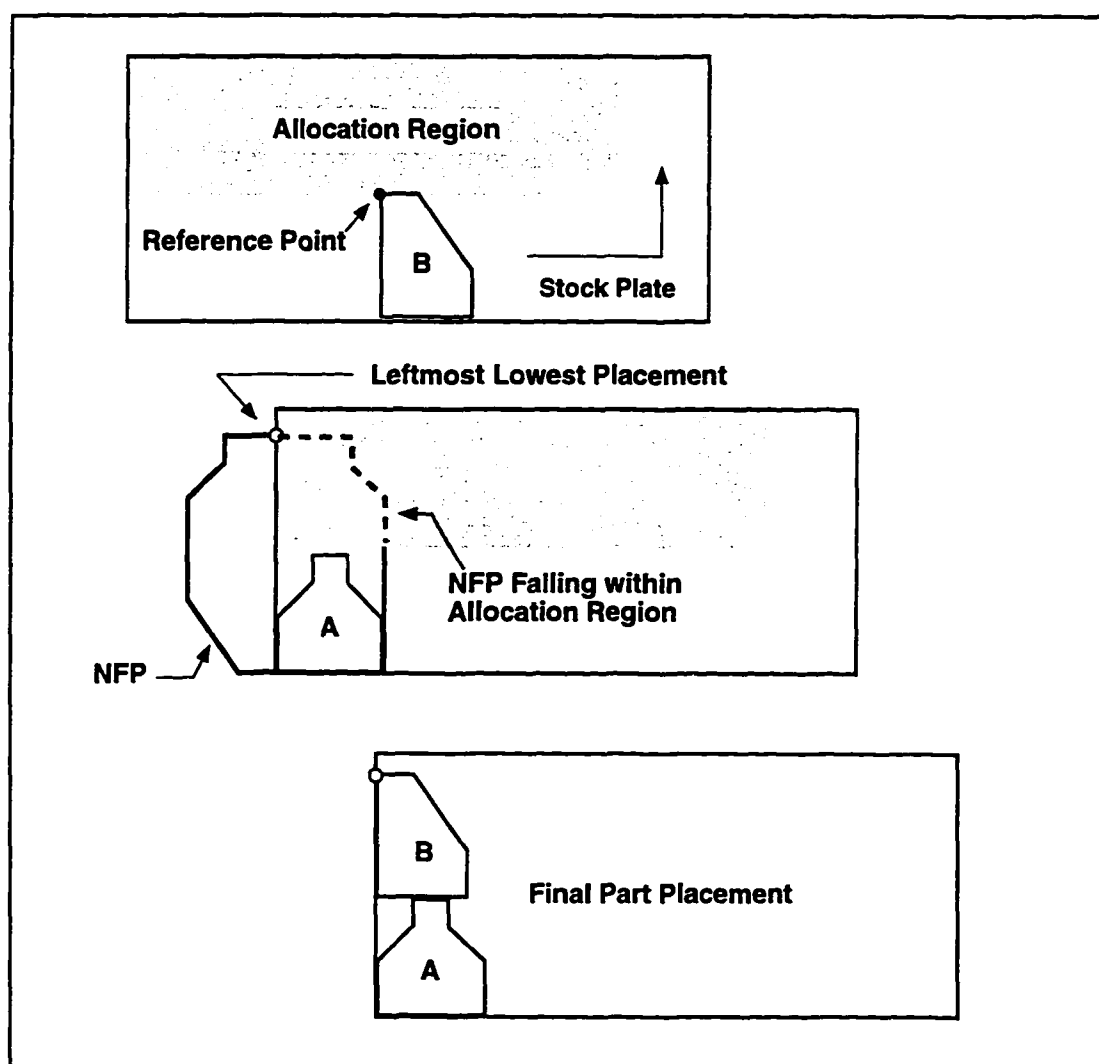 Allocation Region
Reference Point
B
Stock Plate
Leftmost Lowest Placement
NFP Falling within
Allocation Region
A
NFP
B
Final Part Placement
A